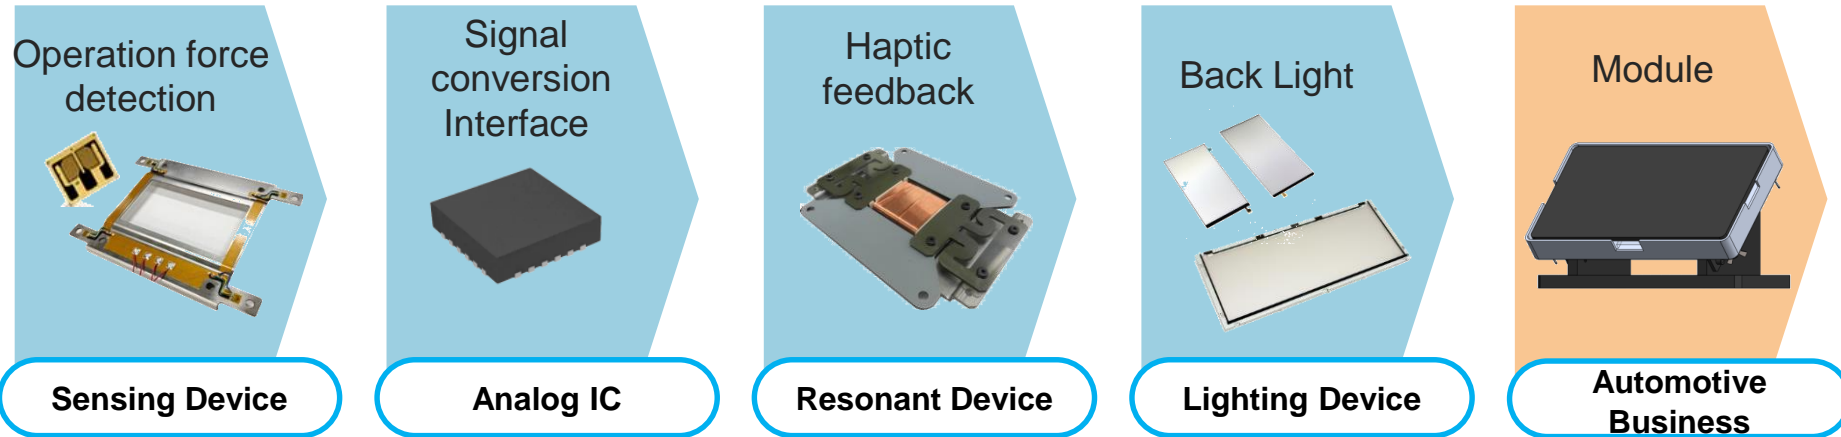 Operation force
detection
Signal
conversion
Interface
Haptic
feedback
Back Light
Module
Sensing Device
Analog IC
Resonant Device
Lighting Device
Automotive
Business